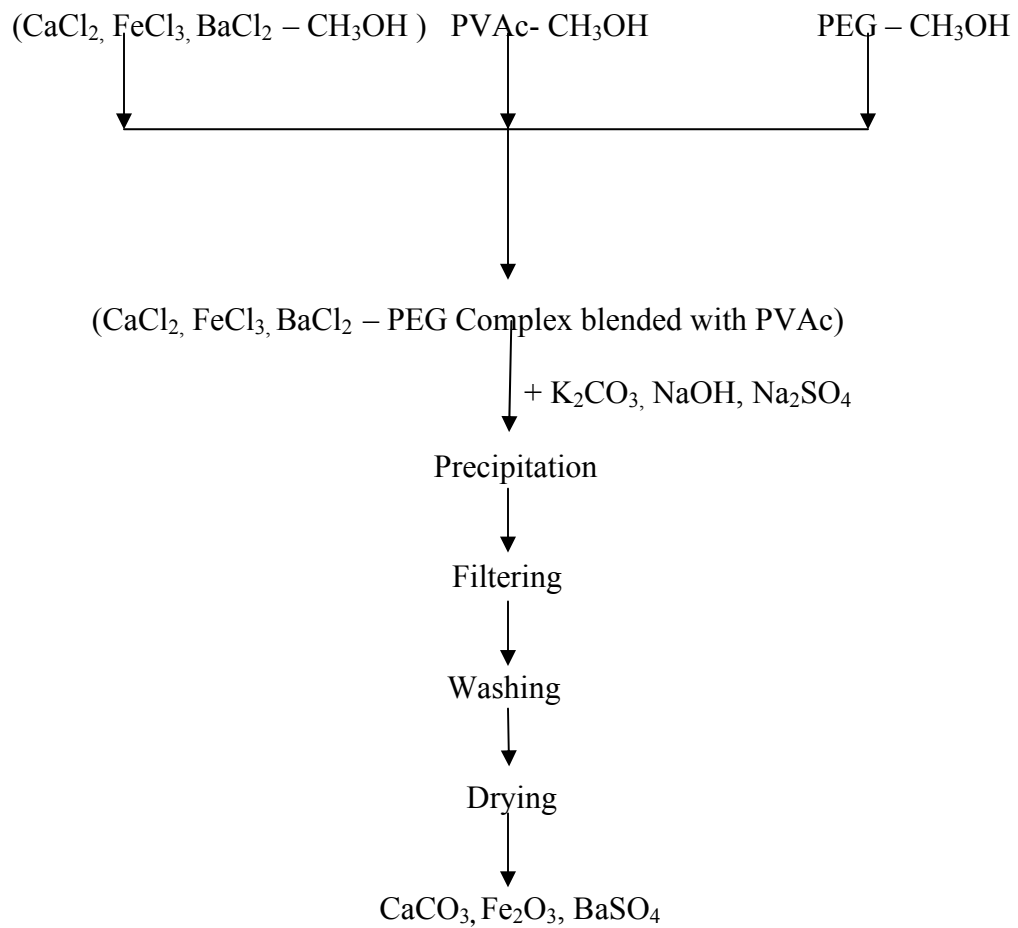 (CaCl₂, FeCl₃, BaCl₂ – CH₃OH ) PVAc- CH₃OH PEG – CH₃OH
(CaCl₂, FeCl₃, BaCl₂ – PEG Complex blended with PVAc)
+ K₂CO₃, NaOH, Na₂SO₄
Precipitation
Filtering
Washing
Drying
CaCO₃, Fe₂O₃, BaSO₄